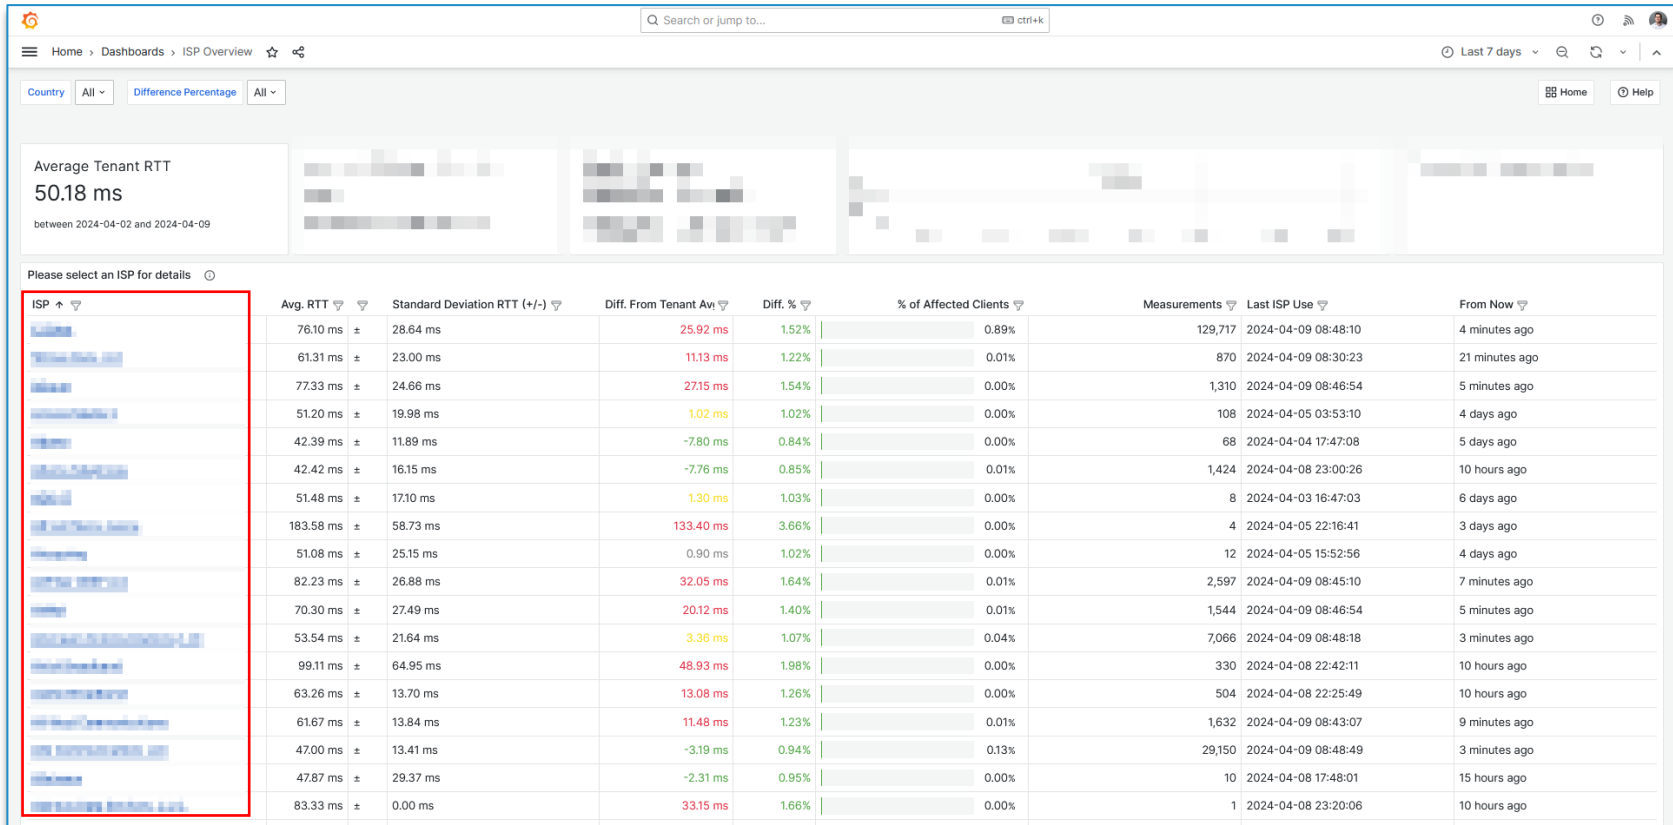 Search or jump to... ctrl+k
Home › Dashboards › ISP Overview Last 7 days
Country All Difference Percentage All Home Help
Average Tenant RTT
50.18 ms
between 2024-04-02 and 2024-04-09
Please select an ISP for details
ISP Avg. RTT Standard Deviation RTT (+/-) Diff. From Tenant Av Diff. % % of Affected Clients Measurements Last ISP Use From Now
76.10 ms ± 28.64 ms 25.92 ms 1.52% 0.89% 129,717 2024-04-09 08:48:10 4 minutes ago
61.31 ms ± 23.00 ms 11.13 ms 1.22% 0.01% 870 2024-04-09 08:30:23 21 minutes ago
77.33 ms ± 24.66 ms 27.15 ms 1.54% 0.00% 1,310 2024-04-09 08:46:54 5 minutes ago
51.20 ms ± 19.98 ms 1.02 ms 1.02% 0.00% 108 2024-04-05 03:53:10 4 days ago
42.39 ms ± 11.89 ms -7.80 ms 0.84% 0.00% 68 2024-04-04 17:47:08 5 days ago
42.42 ms ± 16.15 ms -7.76 ms 0.85% 0.01% 1,424 2024-04-08 23:00:26 10 hours ago
51.48 ms ± 17.10 ms 1.30 ms 1.03% 0.00% 8 2024-04-03 16:47:03 6 days ago
183.58 ms ± 58.73 ms 133.40 ms 3.66% 0.00% 4 2024-04-05 22:16:41 3 days ago
51.08 ms ± 25.15 ms 0.90 ms 1.02% 0.00% 12 2024-04-05 15:52:56 4 days ago
82.23 ms ± 26.88 ms 32.05 ms 1.64% 0.01% 2,597 2024-04-09 08:45:10 7 minutes ago
70.30 ms ± 27.49 ms 20.12 ms 1.40% 0.01% 1,544 2024-04-09 08:46:54 5 minutes ago
53.54 ms ± 21.64 ms 3.36 ms 1.07% 0.04% 7,066 2024-04-09 08:48:18 3 minutes ago
99.11 ms ± 64.95 ms 48.93 ms 1.98% 0.00% 330 2024-04-08 22:42:11 10 hours ago
63.26 ms ± 13.70 ms 13.08 ms 1.26% 0.00% 504 2024-04-08 22:25:49 10 hours ago
61.67 ms ± 13.84 ms 11.48 ms 1.23% 0.01% 1,632 2024-04-09 08:43:07 9 minutes ago
47.00 ms ± 13.41 ms -3.19 ms 0.94% 0.13% 29,150 2024-04-09 08:48:49 3 minutes ago
47.87 ms ± 29.37 ms -2.31 ms 0.95% 0.00% 10 2024-04-08 17:48:01 15 hours ago
83.33 ms ± 0.00 ms 33.15 ms 1.66% 0.00% 1 2024-04-08 23:20:06 10 hours ago